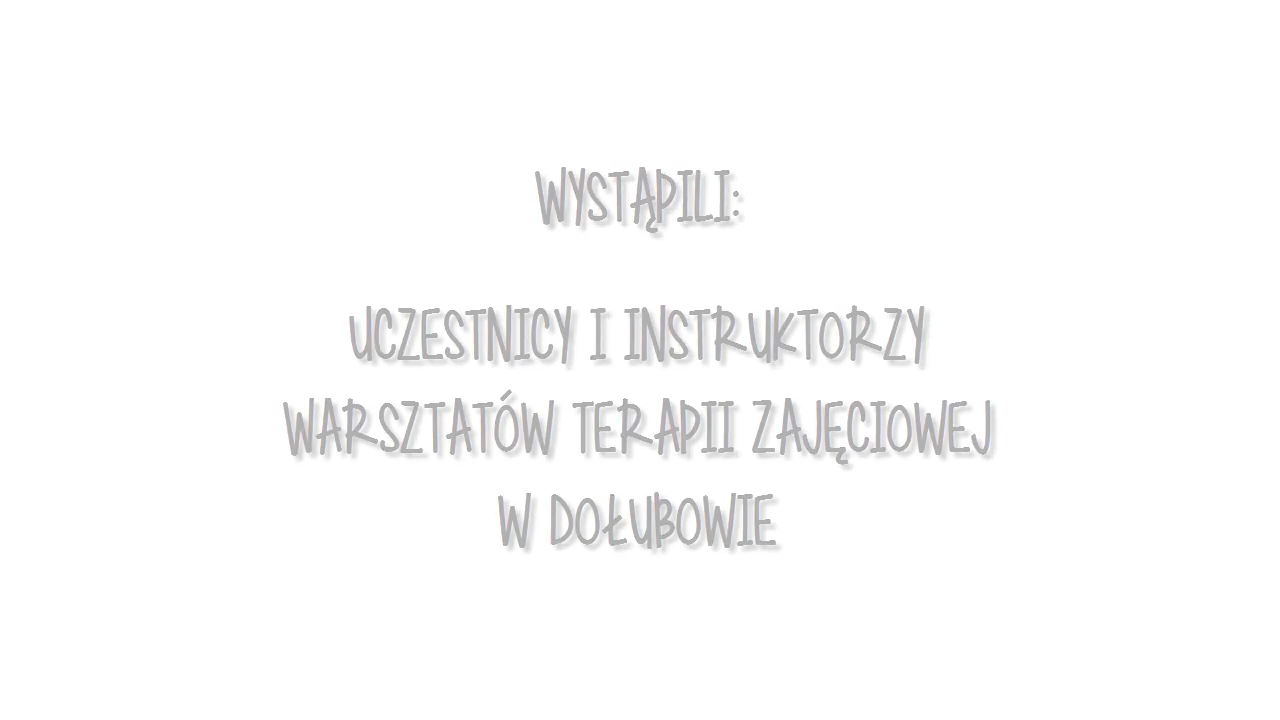 WYSTĄPILI:
UCZESTNICY I INSTRUKTORZY
WARSZTATÓW TERAPII ZAJĘCIOWEJ
W DOŁUBOWIE